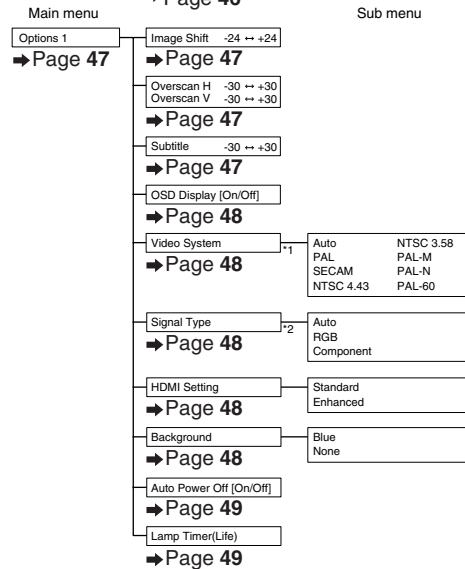 ➡Page 46
Main menu
Sub menu
Options 1
➡Page 47
Image Shift -24 ↔ +24
➡Page 47
Overscan H -30 ↔ +30
Overscan V -30 ↔ +30
➡Page 47
Subtitle -30 ↔ +30
➡Page 47
OSD Display [On/Off]
➡Page 48
Video System
➡Page 48
*1
Auto NTSC 3.58
PAL PAL-M
SECAM PAL-N
NTSC 4.43 PAL-60
Signal Type
➡Page 48
*2
Auto
RGB
Component
HDMI Setting
➡Page 48
Standard
Enhanced
Background
➡Page 48
Blue
None
Auto Power Off [On/Off]
➡Page 49
Lamp Timer(Life)
➡Page 49